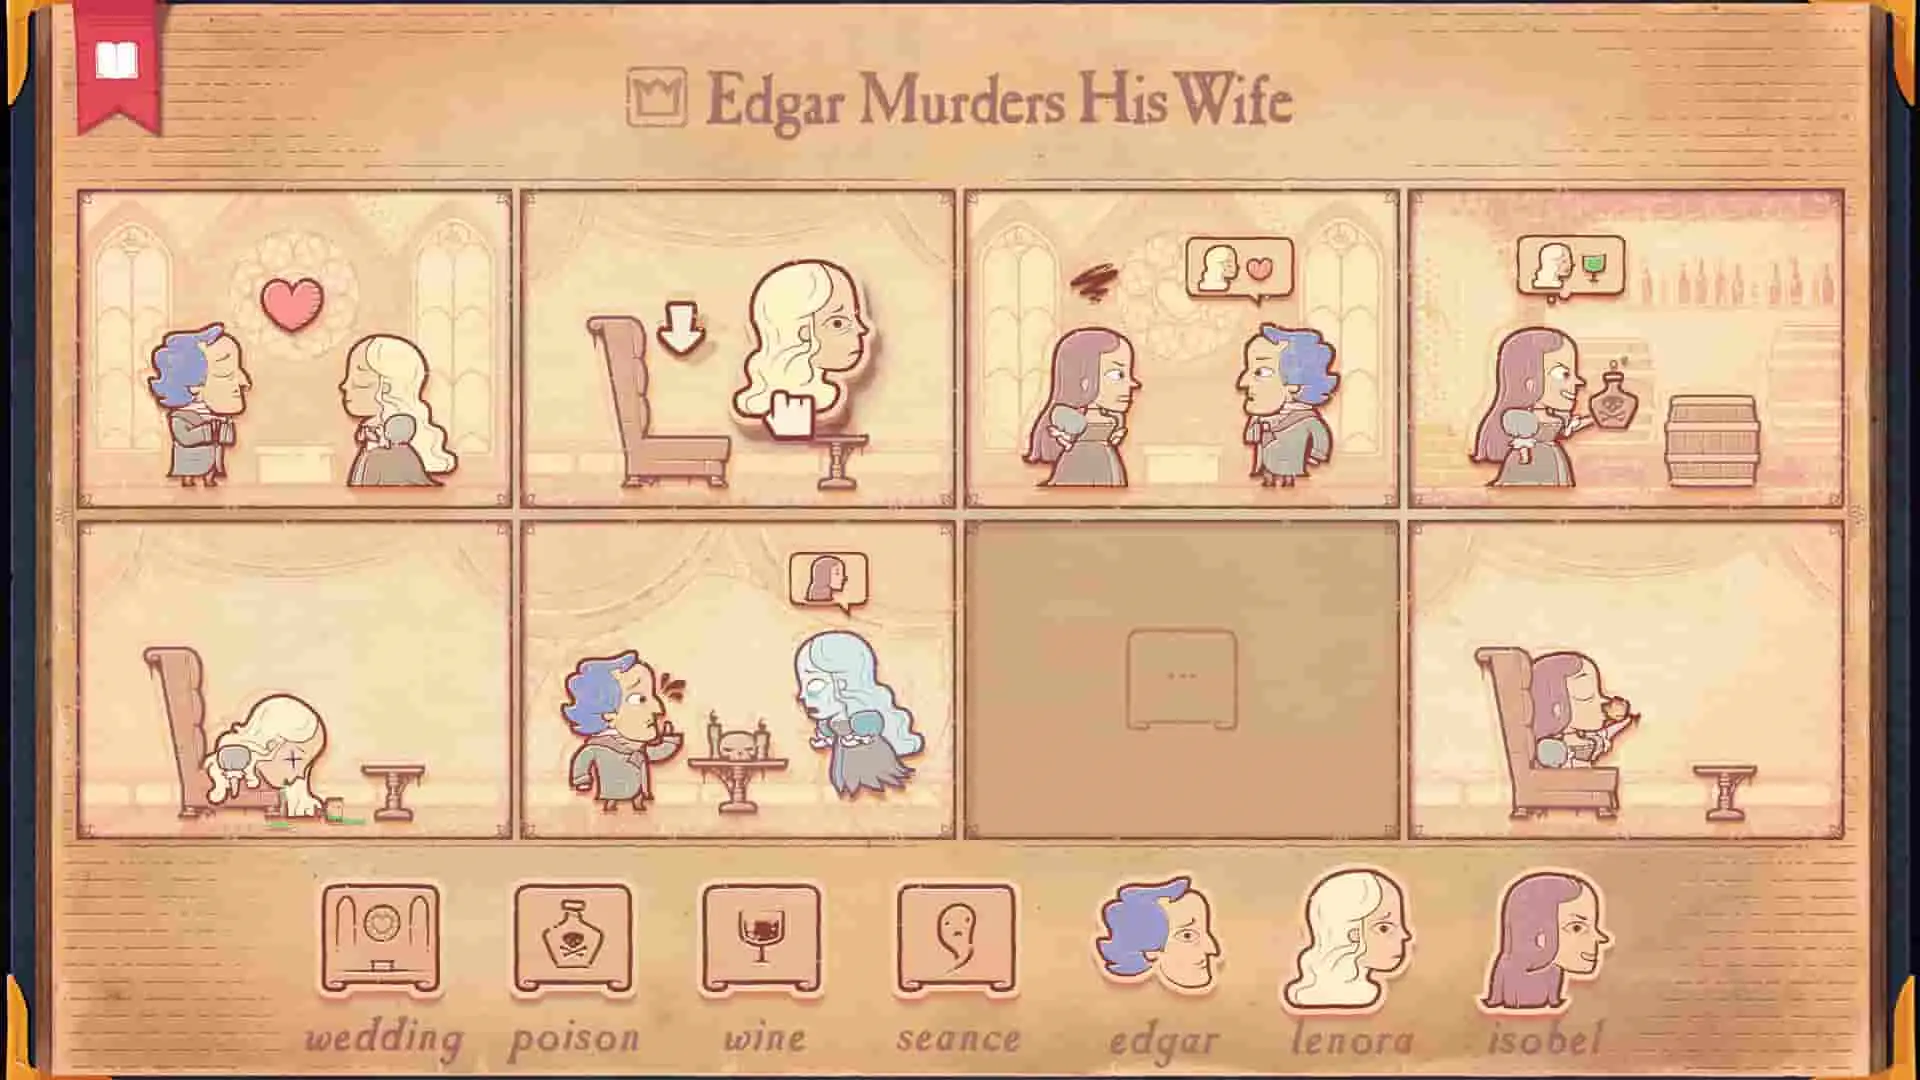 Edgar Murders His Wife
wedding
poison
wine
seance
edgar
lenora
isobel